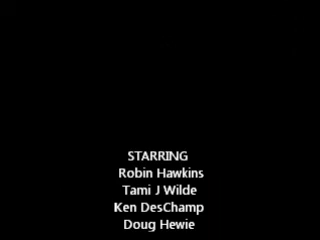 STARRING
Robin Hawkins
Tami J Wilde
Ken DesChamp
Doug Hewie